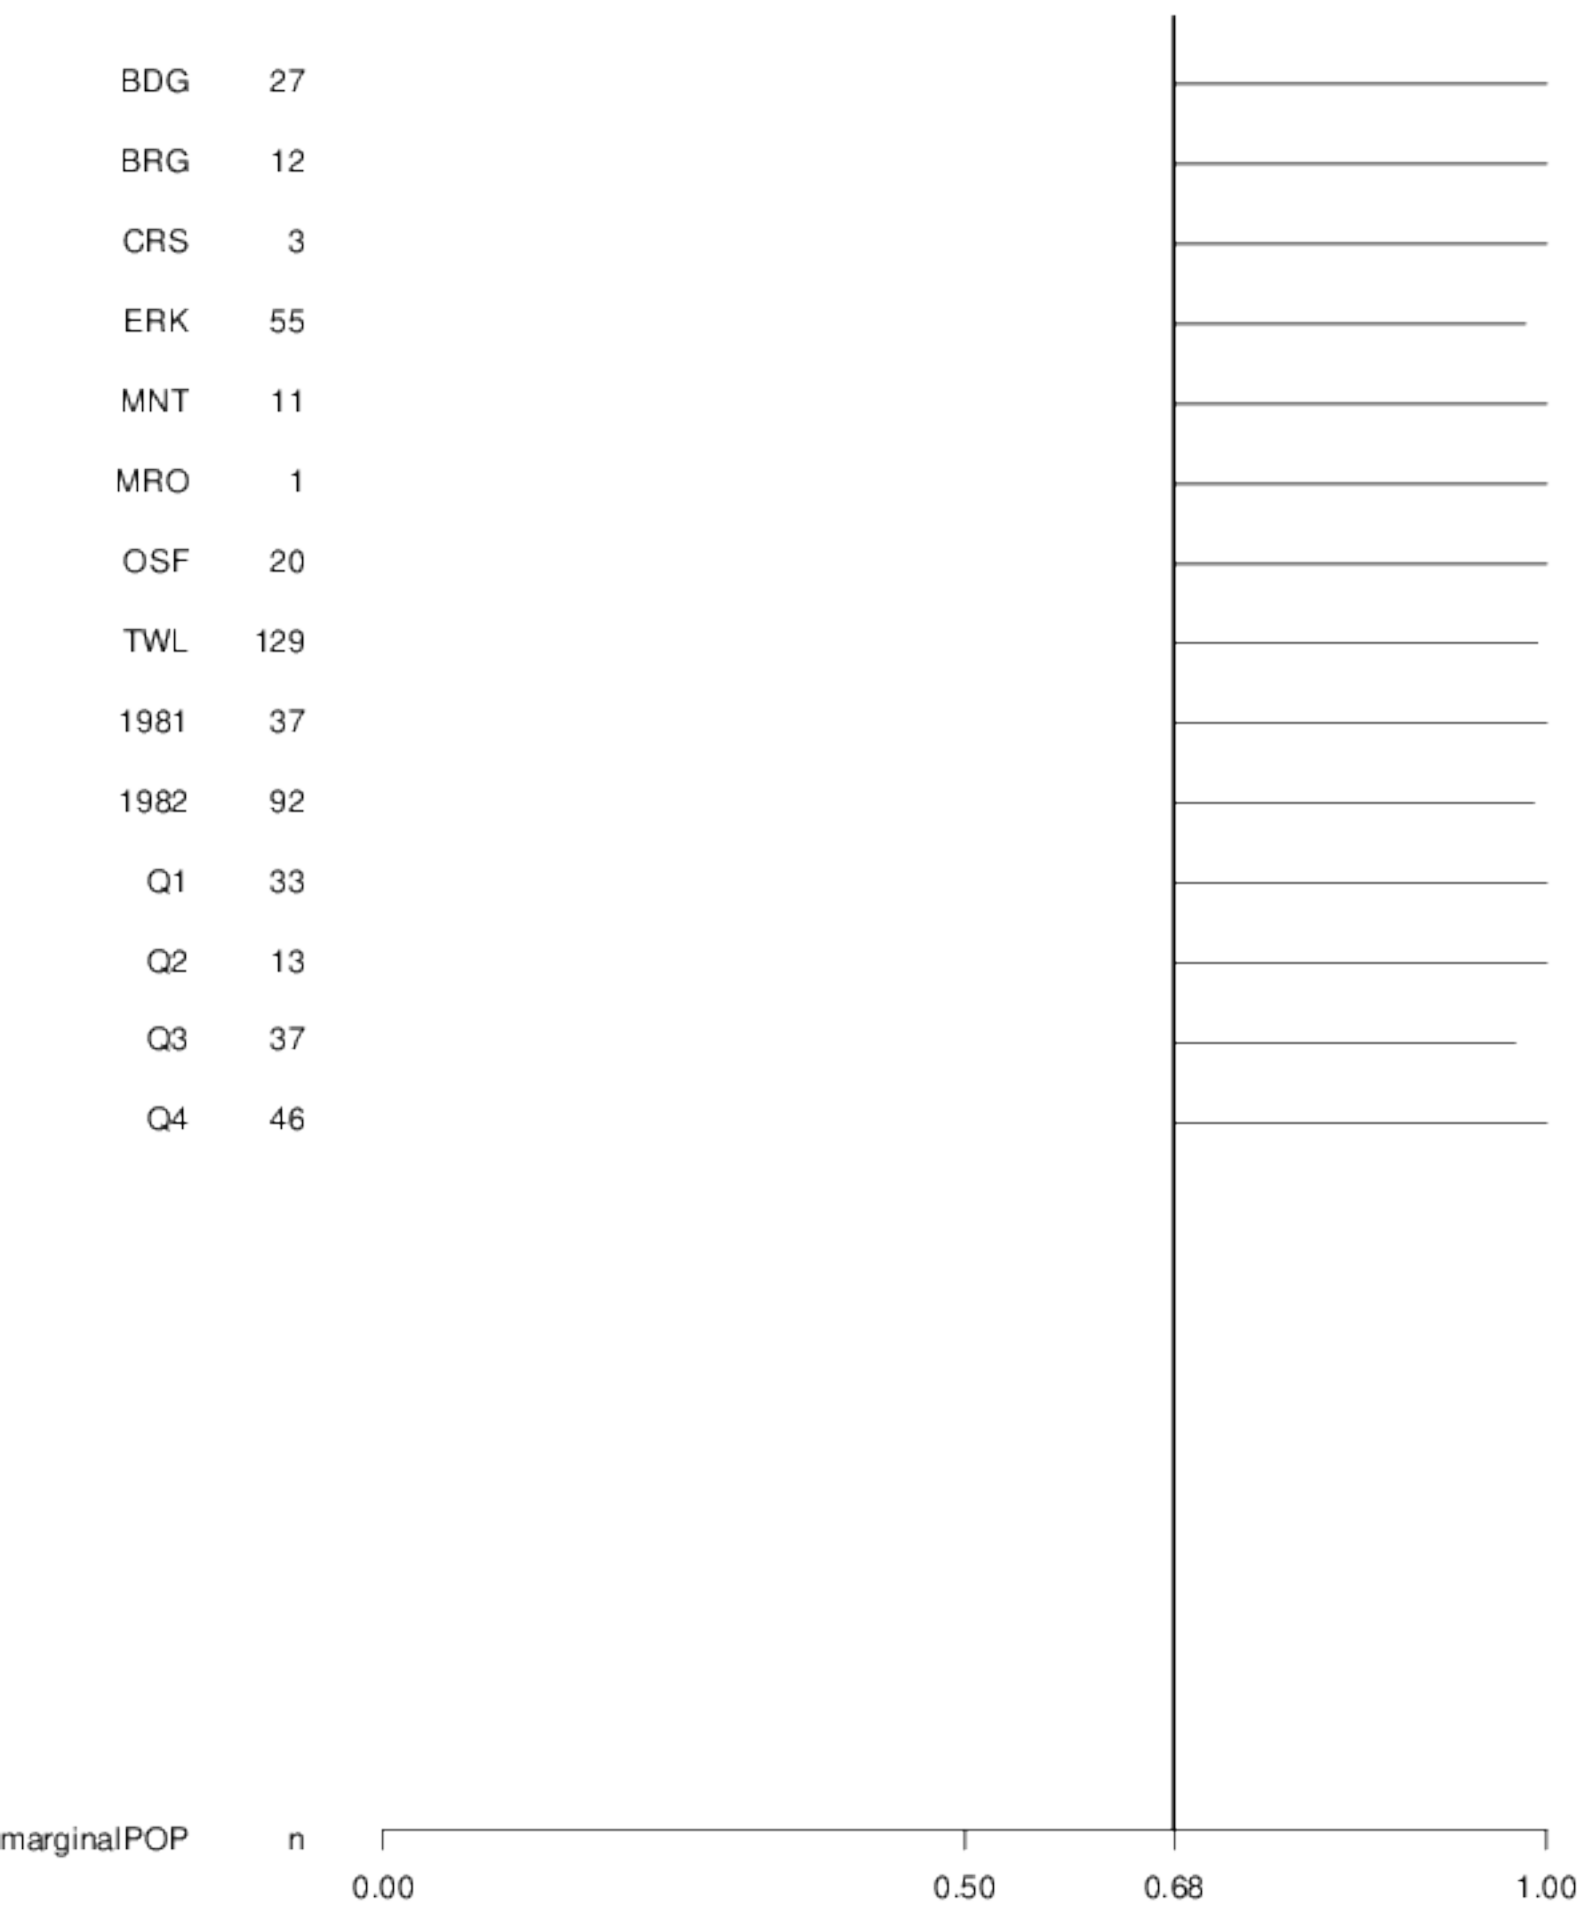 BDG 27
BRG 12
CRS 3
ERK 55
MNT 11
MRO 1
OSF 20
TWL 129
1981 37
1982 92
Q1 33
Q2 13
Q3 37
Q4 46
marginalPOP n
0.00 0.50 0.68 1.00